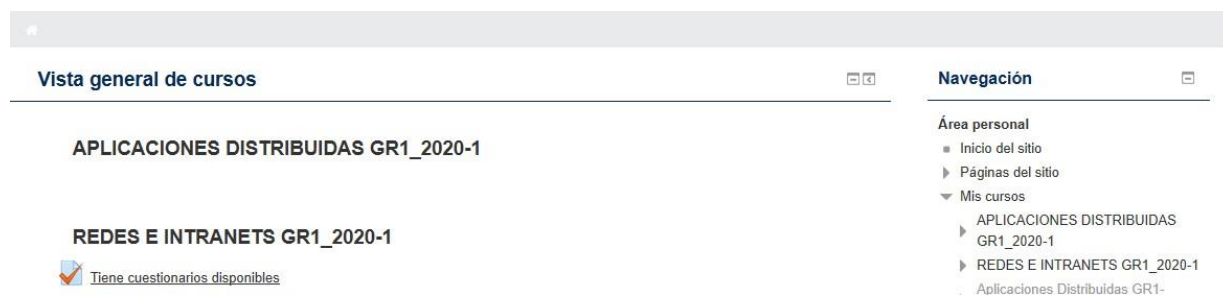 Vista general de cursos
APLICACIONES DISTRIBUIDAS GR1_2020-1
REDES E INTRANETS GR1_2020-1
Tiene cuestionarios disponibles
Navegación
Área personal
Inicio del sitio
Páginas del sitio
Mis cursos
APLICACIONES DISTRIBUIDAS
GR1_2020-1
REDES E INTRANETS GR1_2020-1
Aplicaciones Distribuidas GR1-